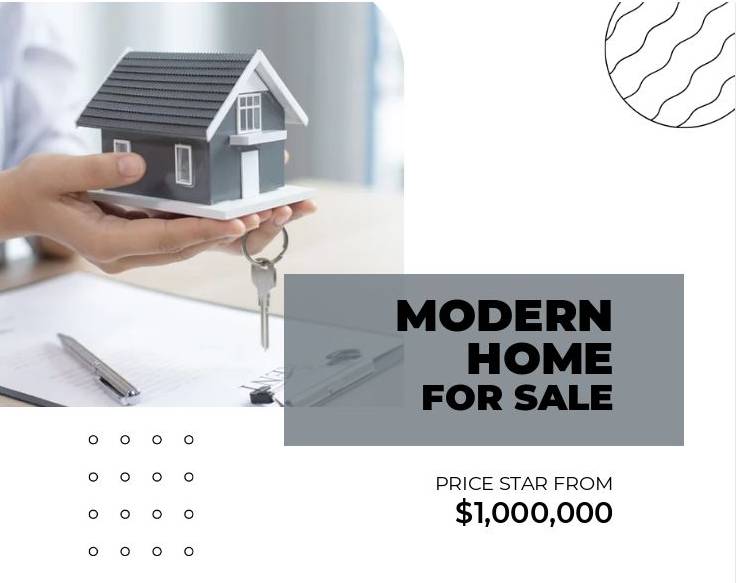 MODERN
HOME
FOR SALE
PRICE STAR FROM
$1,000,000